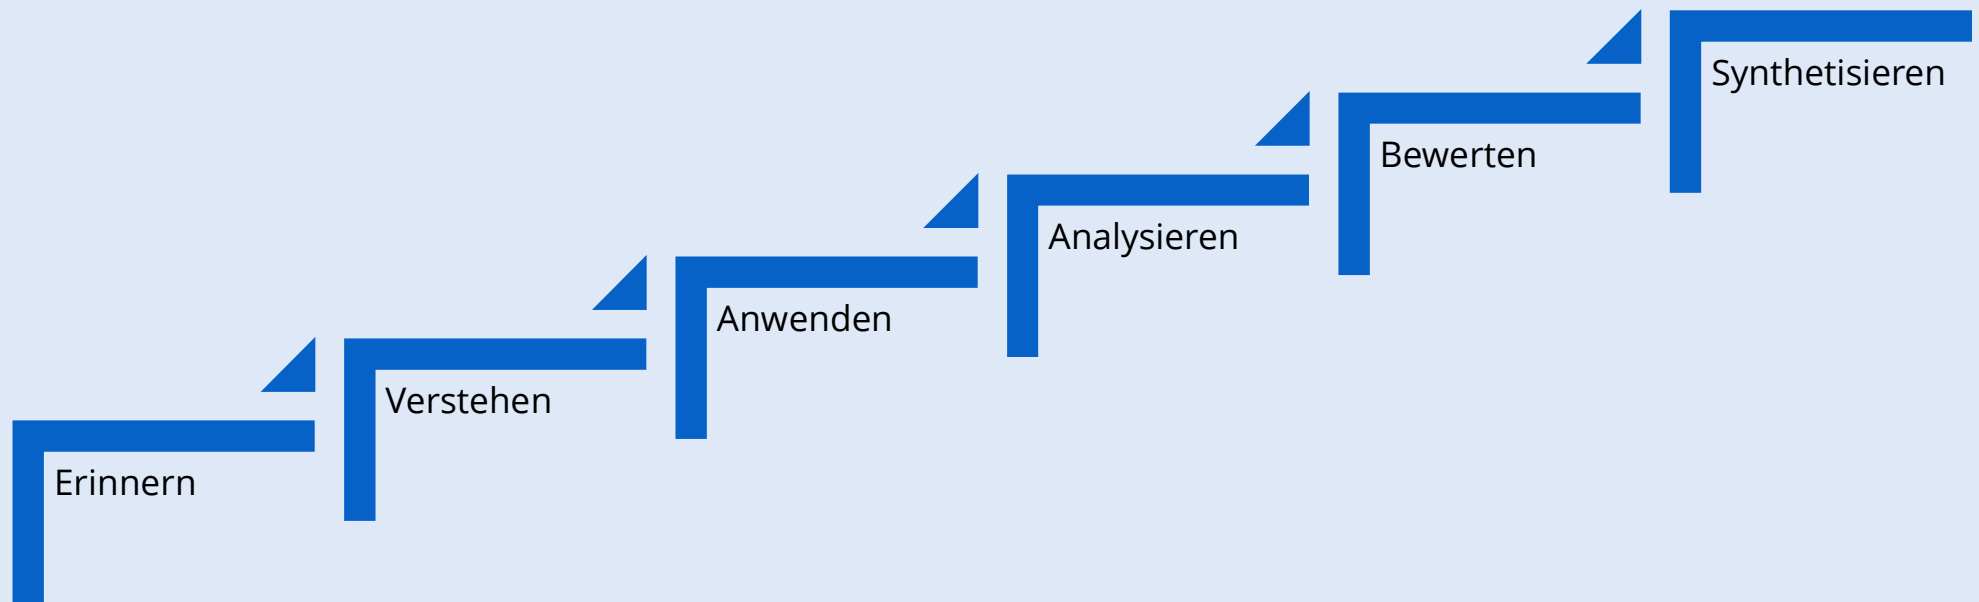 Erinnern
Verstehen
Anwenden
Analysieren
Bewerten
Synthetisieren